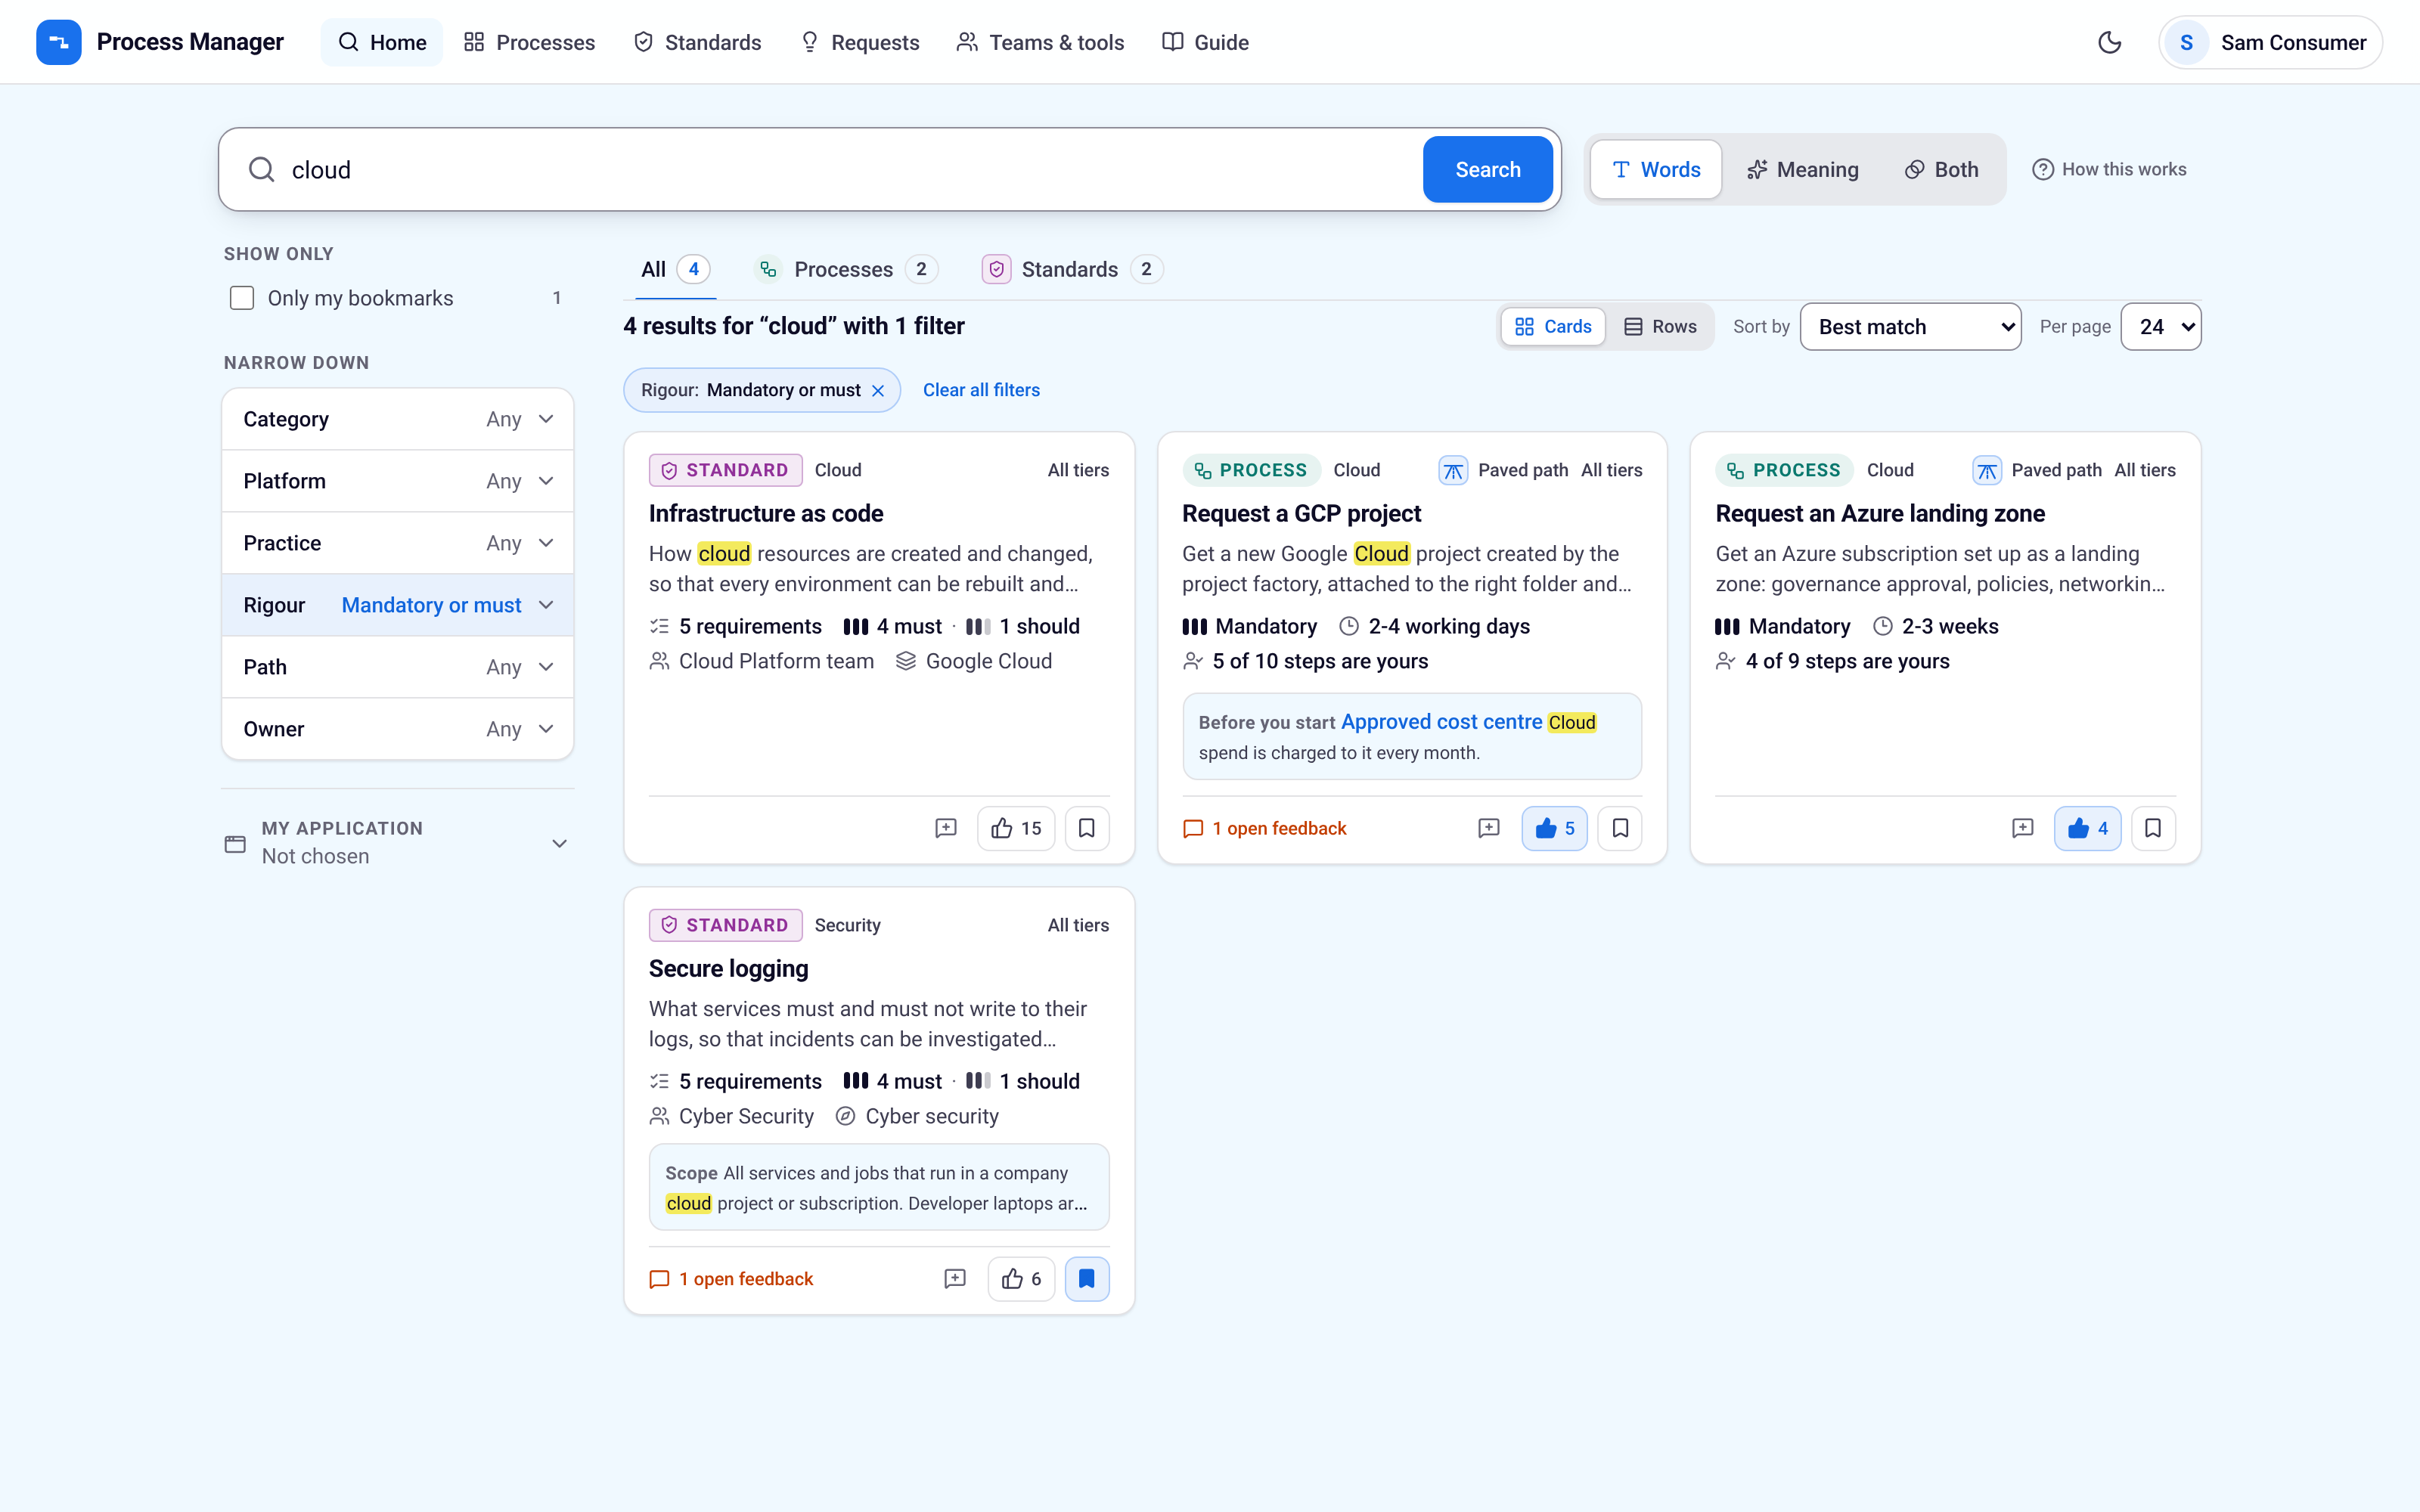 Process Manager
Home
Processes
Standards
Requests
Teams & tools
Guide
S
Sam Consumer
cloud
Search
Words
Meaning
Both
How this works
SHOW ONLY
Only my bookmarks 1
NARROW DOWN
Category Any
Platform Any
Practice Any
Rigour Mandatory or must
Path Any
Owner Any
MY APPLICATION
Not chosen
All 4
Processes 2
Standards 2
4 results for “cloud” with 1 filter
Cards
Rows
Sort by
Best match
Per page
24
Rigour: Mandatory or must
Clear all filters
STANDARD Cloud All tiers
Infrastructure as code
How cloud resources are created and changed,
so that every environment can be rebuilt and…
5 requirements 4 must · 1 should
Cloud Platform team Google Cloud
15
PROCESS Cloud Paved path All tiers
Request a GCP project
Get a new Google Cloud project created by the
project factory, attached to the right folder and…
Mandatory 2-4 working days
5 of 10 steps are yours
Before you start Approved cost centre Cloud
spend is charged to it every month.
1 open feedback 5
PROCESS Cloud Paved path All tiers
Request an Azure landing zone
Get an Azure subscription set up as a landing
zone: governance approval, policies, networkin…
Mandatory 2-3 weeks
4 of 9 steps are yours
4
STANDARD Security All tiers
Secure logging
What services must and must not write to their
logs, so that incidents can be investigated…
5 requirements 4 must · 1 should
Cyber Security Cyber security
Scope All services and jobs that run in a company
cloud project or subscription. Developer laptops ar…
1 open feedback 6